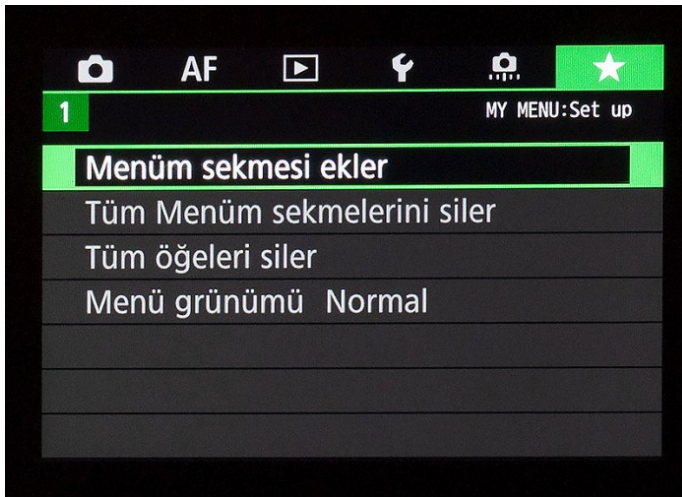 AF
1
MY MENU:Set up
Menüm sekmesi ekler
Tüm Menüm sekmelerini siler
Tüm öğeleri siler
Menü grünümü Normal